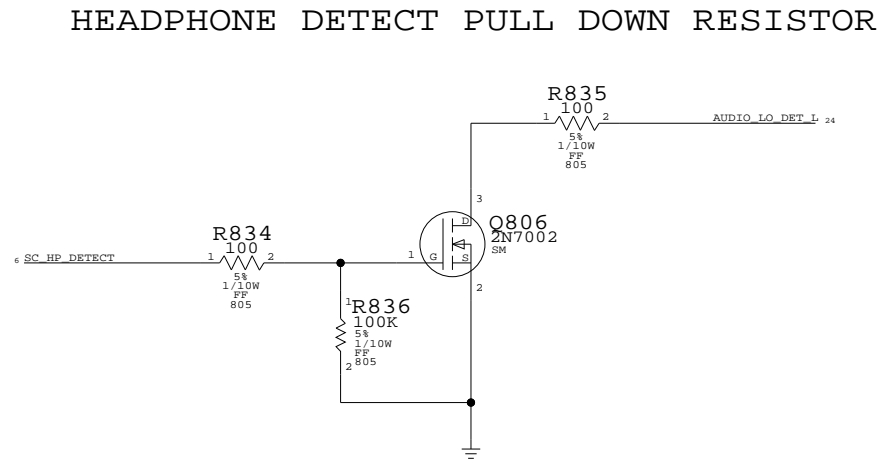 HEADPHONE DETECT PULL DOWN RESISTOR
R835
100
1 2
AUDIO_LO_DET_L 24
5%
1/10W
FF
805
3
D
Q806
2N7002
SM
R834
100
6 SC_HP_DETECT
1 2
1 G S
5%
1/10W
FF
805
2
1
R836
100K
5%
1/10W
FF
805
2